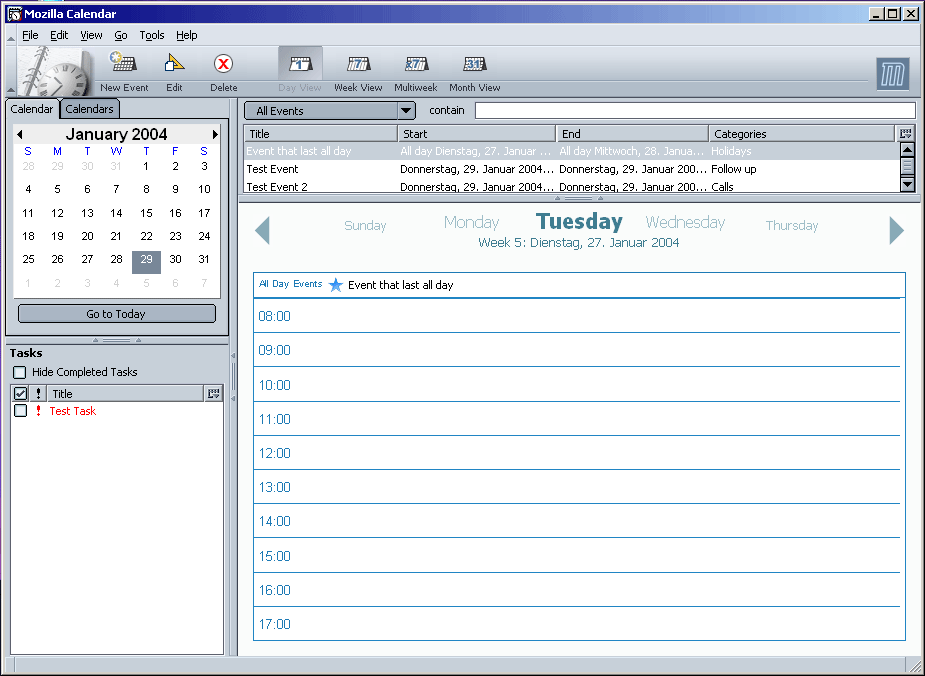 Mozilla Calendar
File Edit View Go Tools Help
New Event Edit Delete Day View Week View Multiweek Month View
Calendar Calendars
January 2004
S M T W T F S
28 29 30 31 1 2 3
4 5 6 7 8 9 10
11 12 13 14 15 16 17
18 19 20 21 22 23 24
25 26 27 28 29 30 31
1 2 3 4 5 6 7
Go to Today
Tasks
Hide Completed Tasks
! Title
! Test Task
All Events contain
Title Start End Categories
Event that last all day All day Dienstag, 27. Januar ... All day Mittwoch, 28. Janua... Holidays
Test Event Donnerstag, 29. Januar 2004... Donnerstag, 29. Januar 200... Follow up
Test Event 2 Donnerstag, 29. Januar 2004... Donnerstag, 29. Januar 200... Calls
Sunday Monday Tuesday Wednesday Thursday
Week 5: Dienstag, 27. Januar 2004
All Day Events Event that last all day
08:00
09:00
10:00
11:00
12:00
13:00
14:00
15:00
16:00
17:00